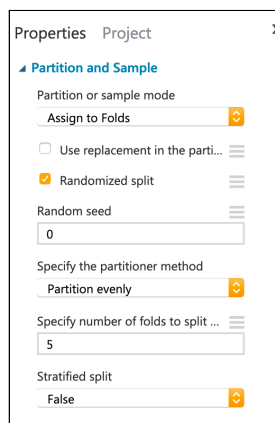 Properties Project
Partition and Sample
Partition or sample mode
Assign to Folds
Use replacement in the parti...
Randomized split
Random seed
0
Specify the partitioner method
Partition evenly
Specify number of folds to split ...
5
Stratified split
False